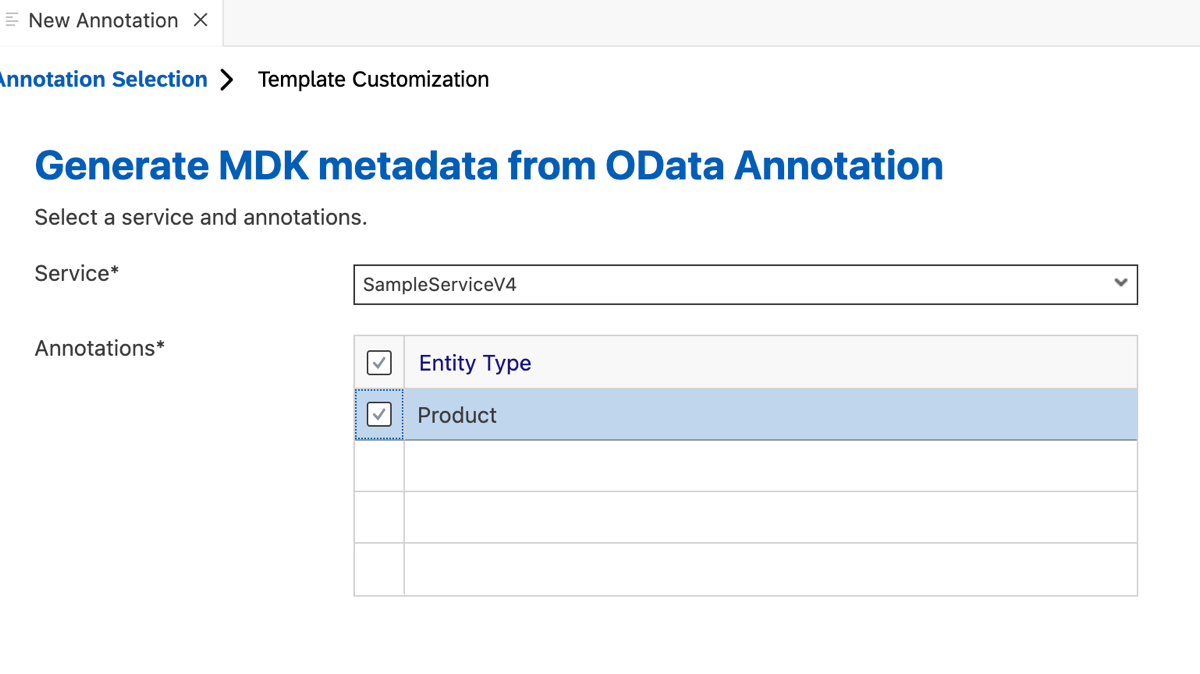 New Annotation
Annotation Selection Template Customization
Generate MDK metadata from OData Annotation
Select a service and annotations.
Service*
SampleServiceV4
Annotations*
Entity Type
Product